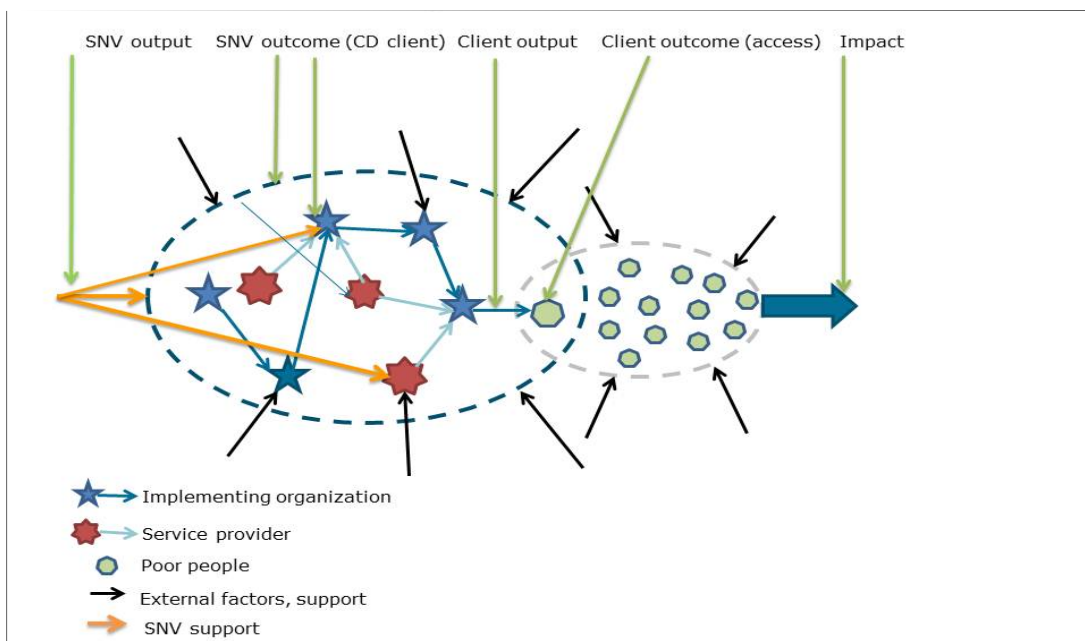 SNV output SNV outcome (CD client) Client output Client outcome (access) Impact
Implementing organization
Service provider
Poor people
External factors, support
SNV support